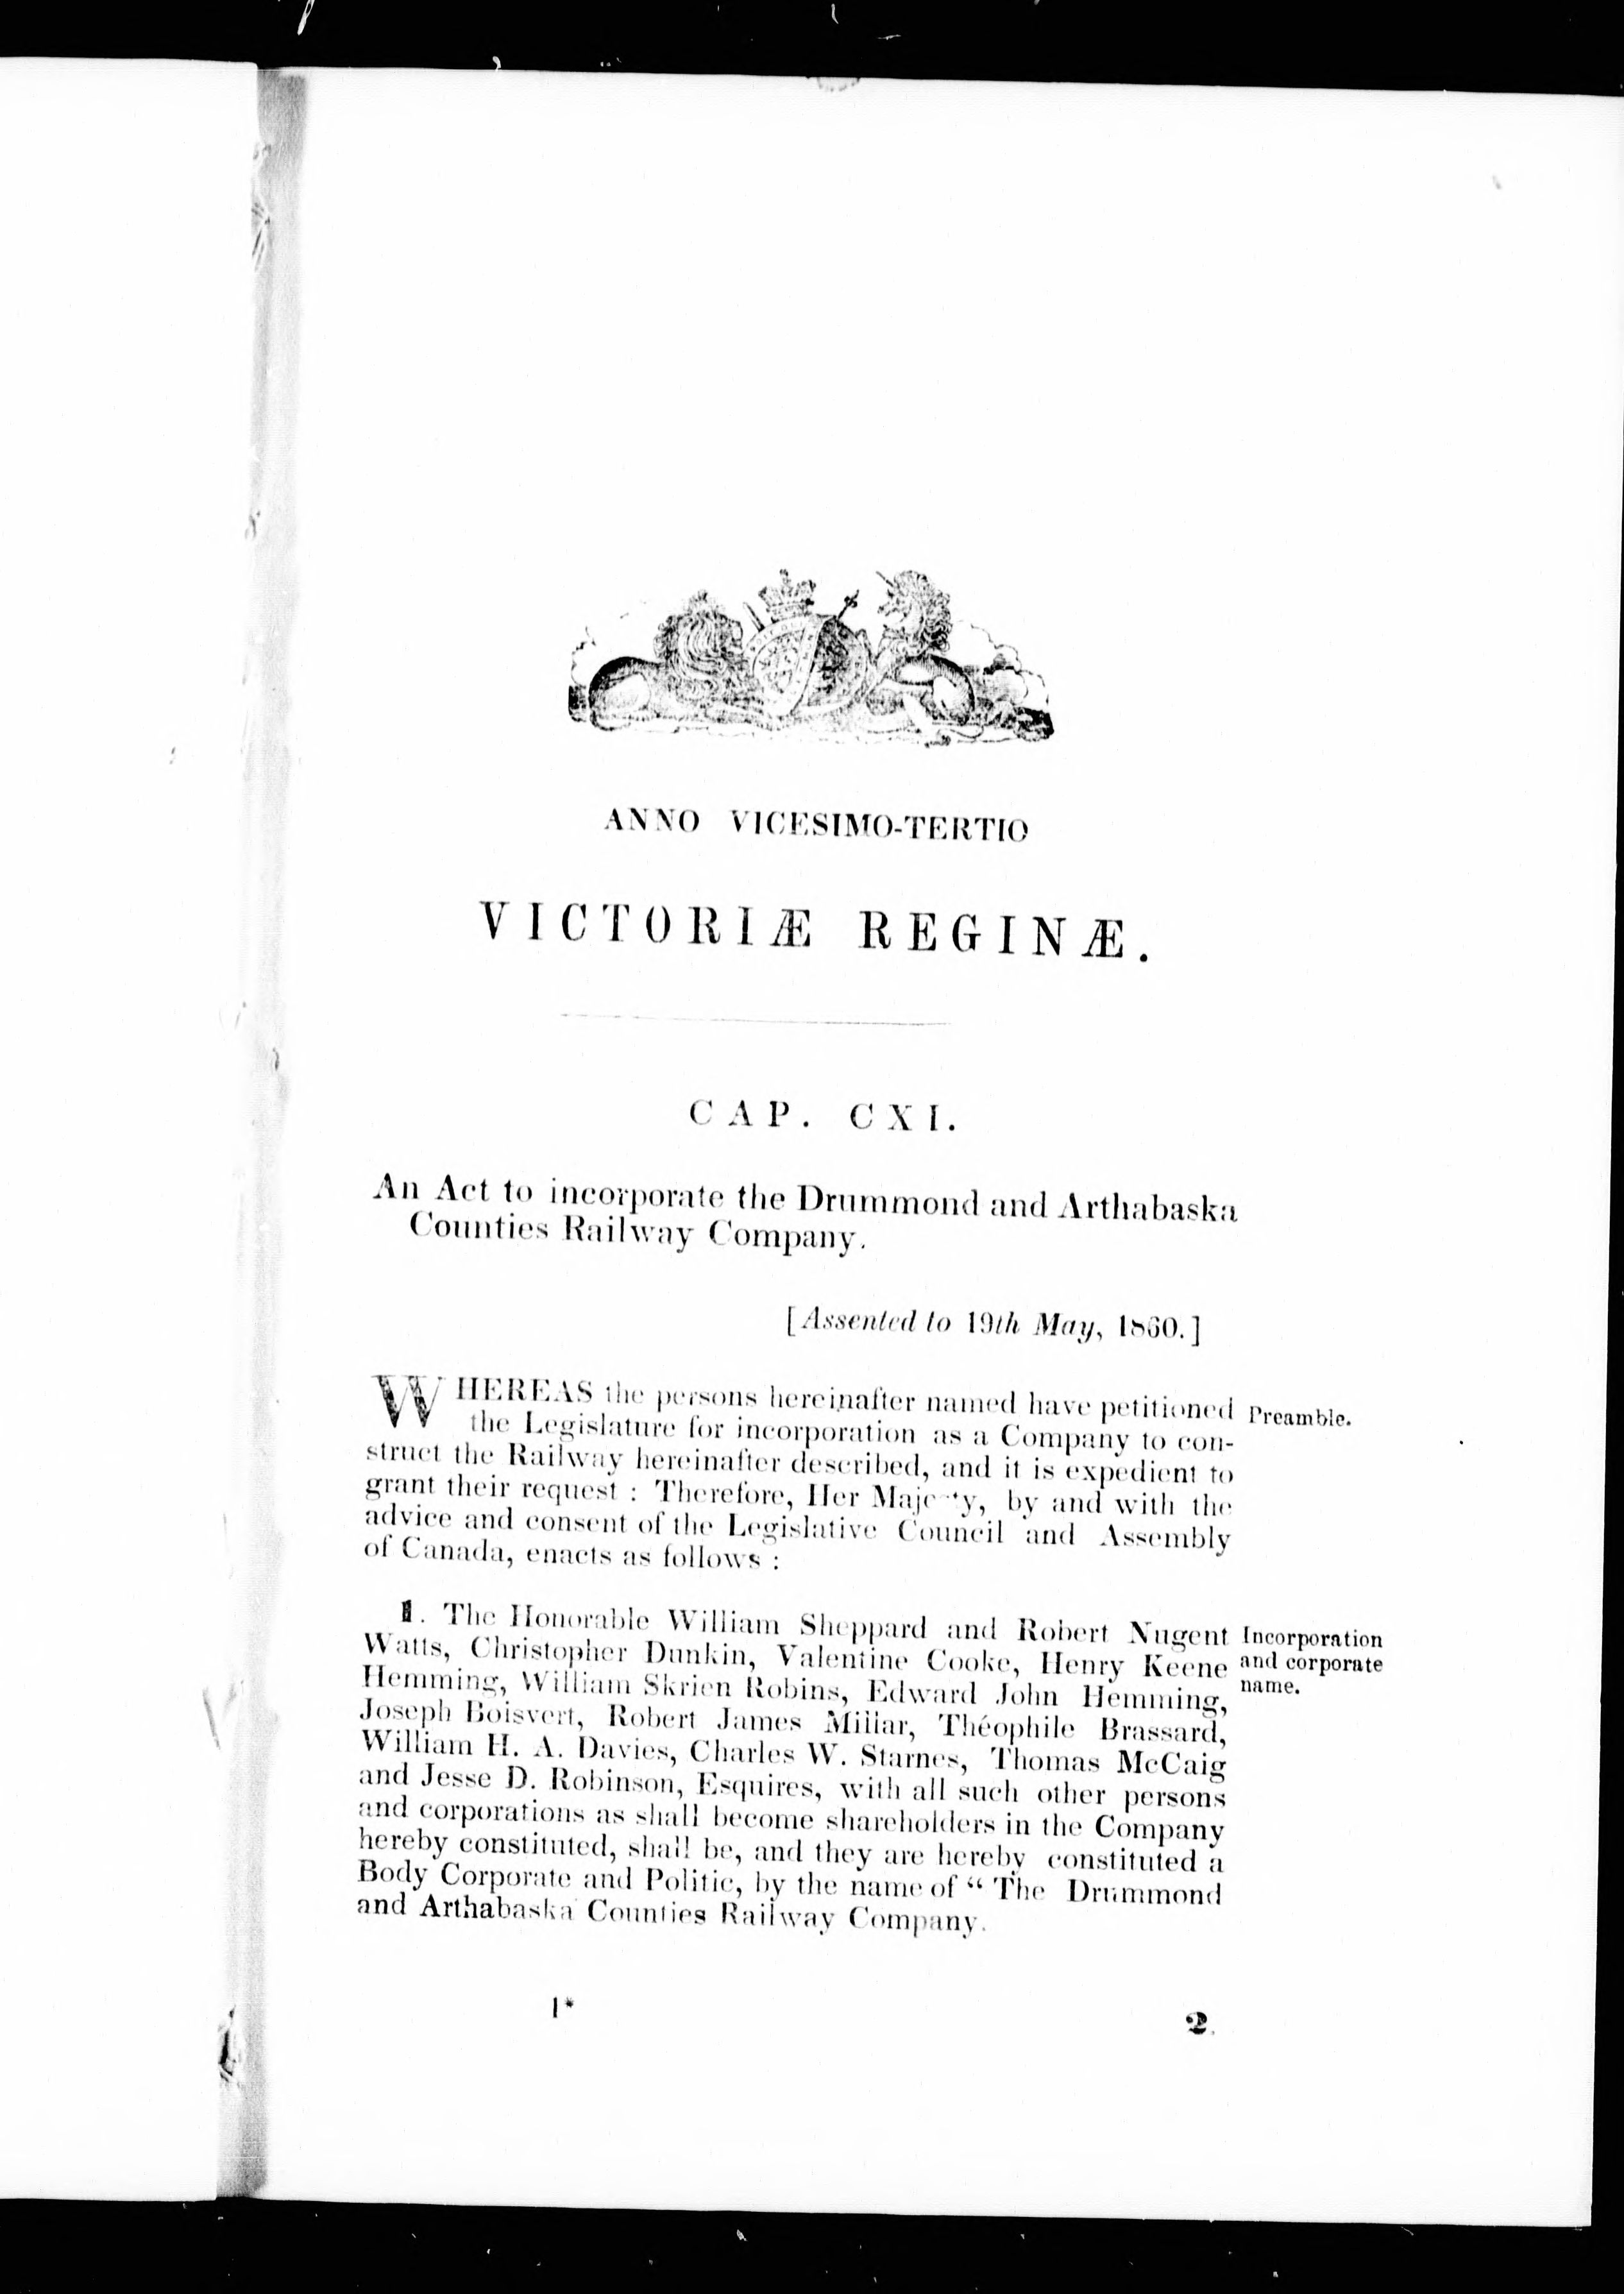 ANNO VICESIMO-TERTIO
VICTORIÆ REGINÆ.
CAP. CXI.
An Act to incorporate the Drummond and Arthabaska
Counties Railway Company.
[Assented to 19th May, 1860.]
WHEREAS the persons hereinafter named have petitioned
the Legislature for incorporation as a Company to con-
struct the Railway hereinafter described, and it is expedient to
grant their request : Therefore, Her Majesty, by and with the
advice and consent of the Legislative Council and Assembly
of Canada, enacts as follows :
Preamble.
1. The Honorable William Sheppard and Robert Nugent
Watts, Christopher Dunkin, Valentine Cooke, Henry Keene
Hemming, William Skrien Robins, Edward John Hemming,
Joseph Boisvert, Robert James Millar, Théophile Brassard,
William H. A. Davies, Charles W. Starnes, Thomas McCaig
and Jesse D. Robinson, Esquires, with all such other persons
and corporations as shall become shareholders in the Company
hereby constituted, shall be, and they are hereby constituted a
Body Corporate and Politic, by the name of “ The Drummond
and Arthabaska Counties Railway Company.
Incorporation
and corporate
name.
1*
2.